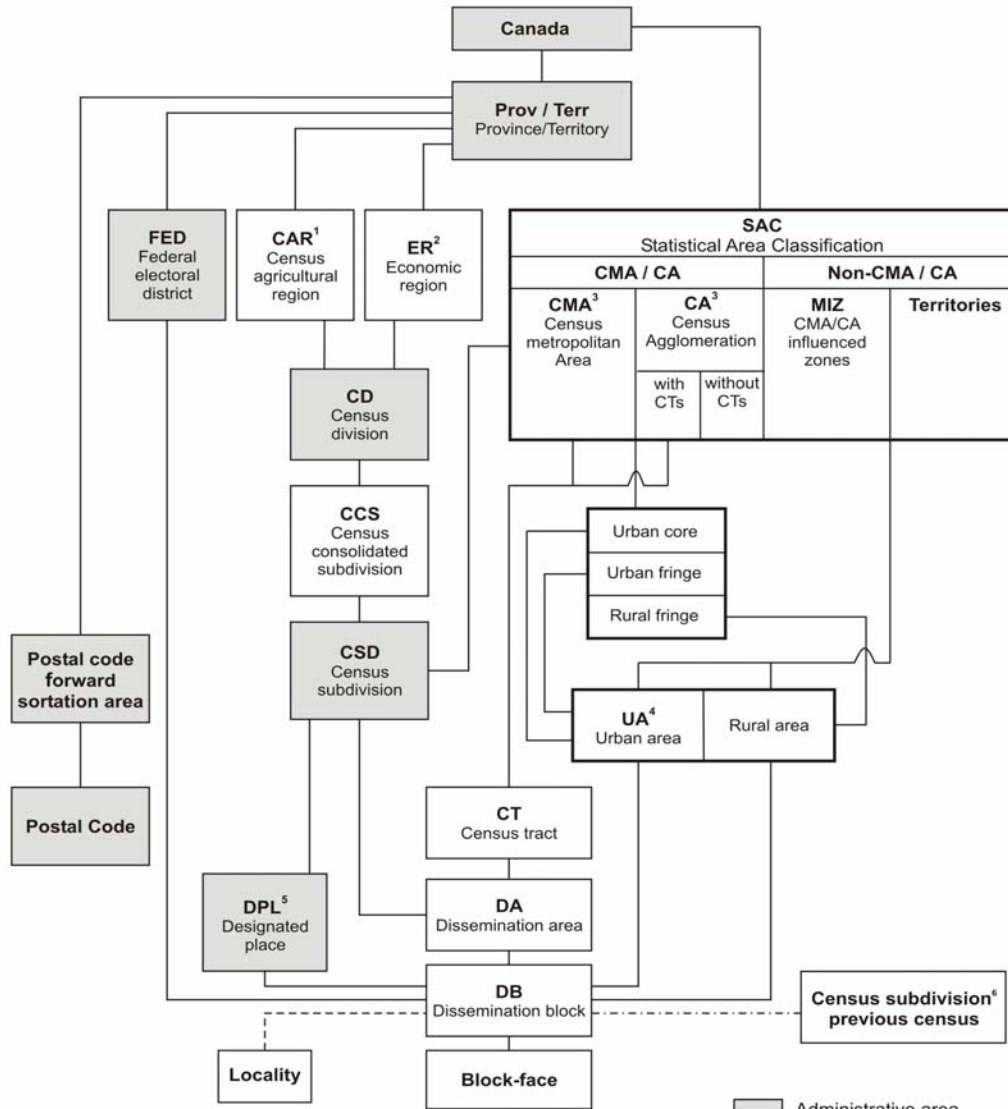 Canada
Prov / Terr
Province/Territory
FED
Federal
electoral
district
CAR1
Census
agricultural
region
ER2
Economic
region
SAC
Statistical Area Classification
CMA / CA
Non-CMA / CA
CMA3
Census
metropolitan
Area
CA3
Census
Agglomeration
with
CTs
without
CTs
MIZ
CMA/CA
influenced
zones
Territories
CD
Census
division
CCS
Census
consolidated
subdivision
Urban core
Urban fringe
Rural fringe
CSD
Census
subdivision
Postal code
forward
sortation area
UA4
Urban area
Rural area
Postal Code
CT
Census tract
DPL5
Designated
place
DA
Dissemination area
DB
Dissemination block
Census subdivision6
previous census
Locality
Block-face